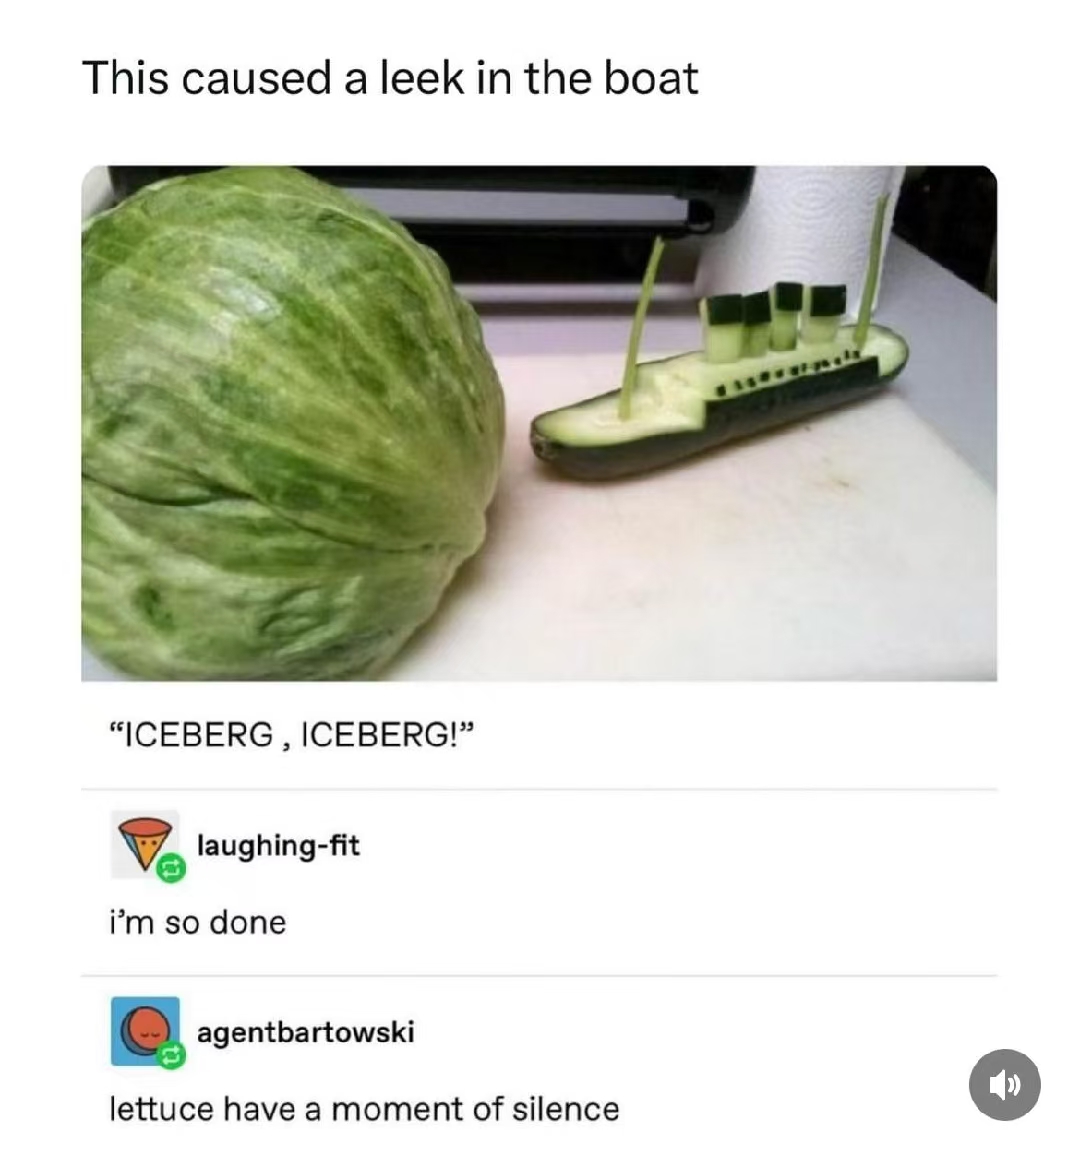 This caused a leek in the boat
“ICEBERG , ICEBERG!”
laughing-fit
i’m so done
agentbartowski
lettuce have a moment of silence